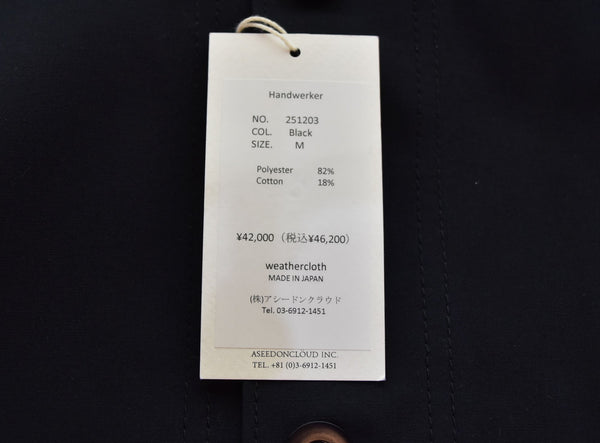 Handwerker
NO. 251203
COL. Black
SIZE. M
Polyester 82%
Cotton 18%
¥42,000（税込¥46,200）
weathercloth
MADE IN JAPAN
(株)アシードンクラウド
Tel. 03-6912-1451
ASEEDONCLÖUD INC.
TEL. +81 (0)3-6912-1451